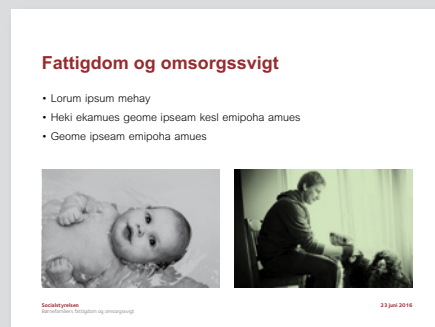 Fattigdom og omsorgssvigt
• Lorum ipsum mehay
• Heki ekamues geome ipseam kesl emipoha amues
• Geome ipseam emipoha amues
Socialstyrelsen
Børnefamiliers fattigdom og omsorgssvigt
23 juni 2016